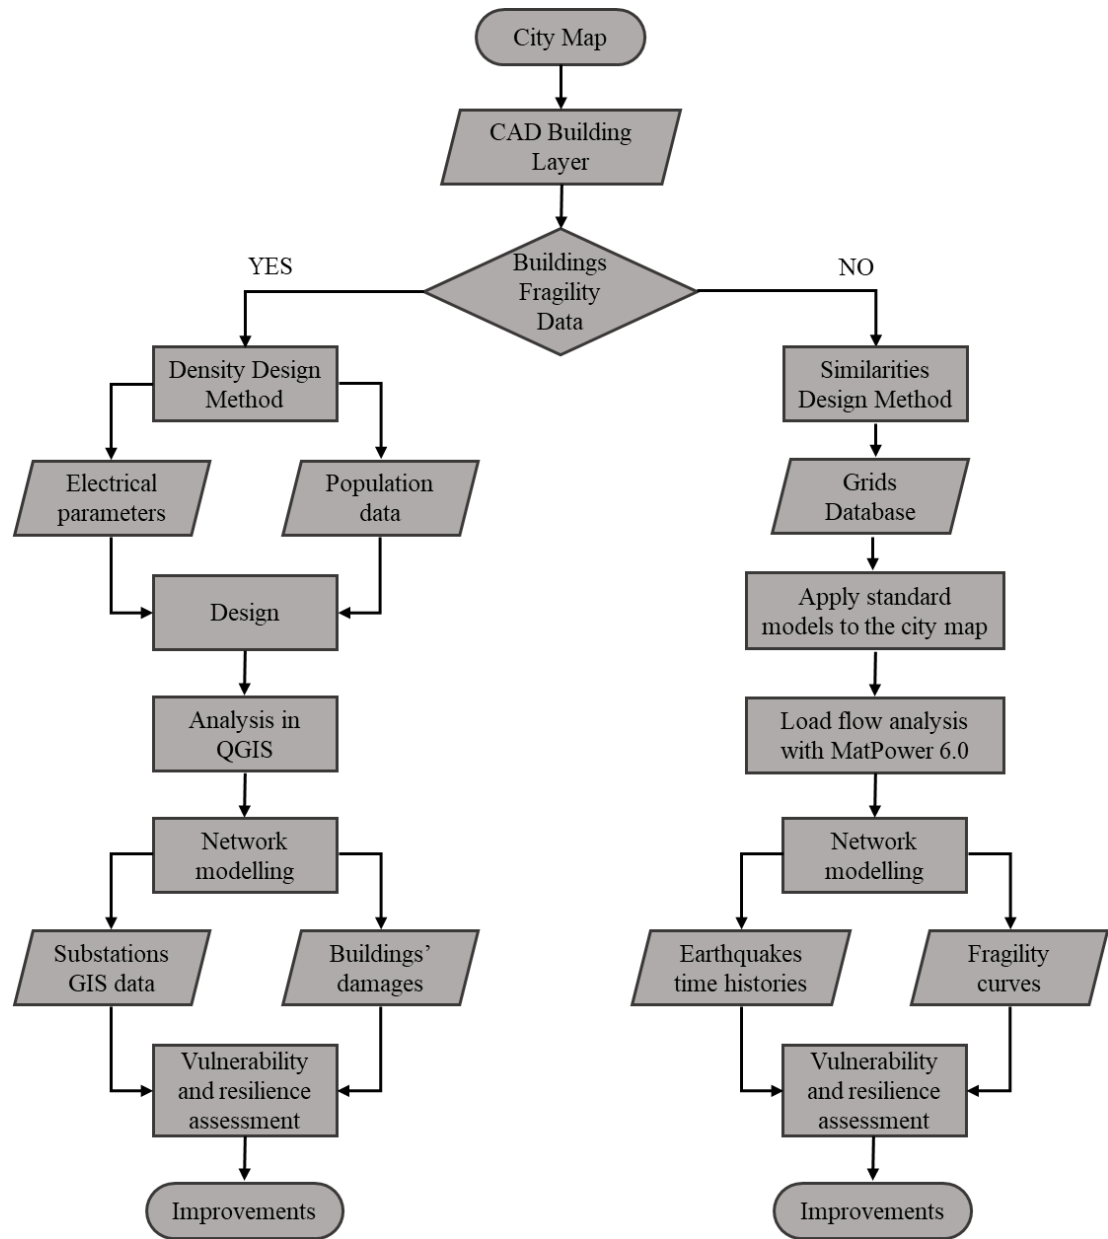 City Map
CAD Building
Layer
Buildings
Fragility
Data
YES
NO
Density Design
Method
Electrical
parameters
Population
data
Design
Analysis in
QGIS
Network
modelling
Substations
GIS data
Buildings’
damages
Vulnerability
and resilience
assessment
Improvements
Similarities
Design Method
Grids
Database
Apply standard
models to the city map
Load flow analysis
with MatPower 6.0
Network
modelling
Earthquakes
time histories
Fragility
curves
Vulnerability
and resilience
assessment
Improvements